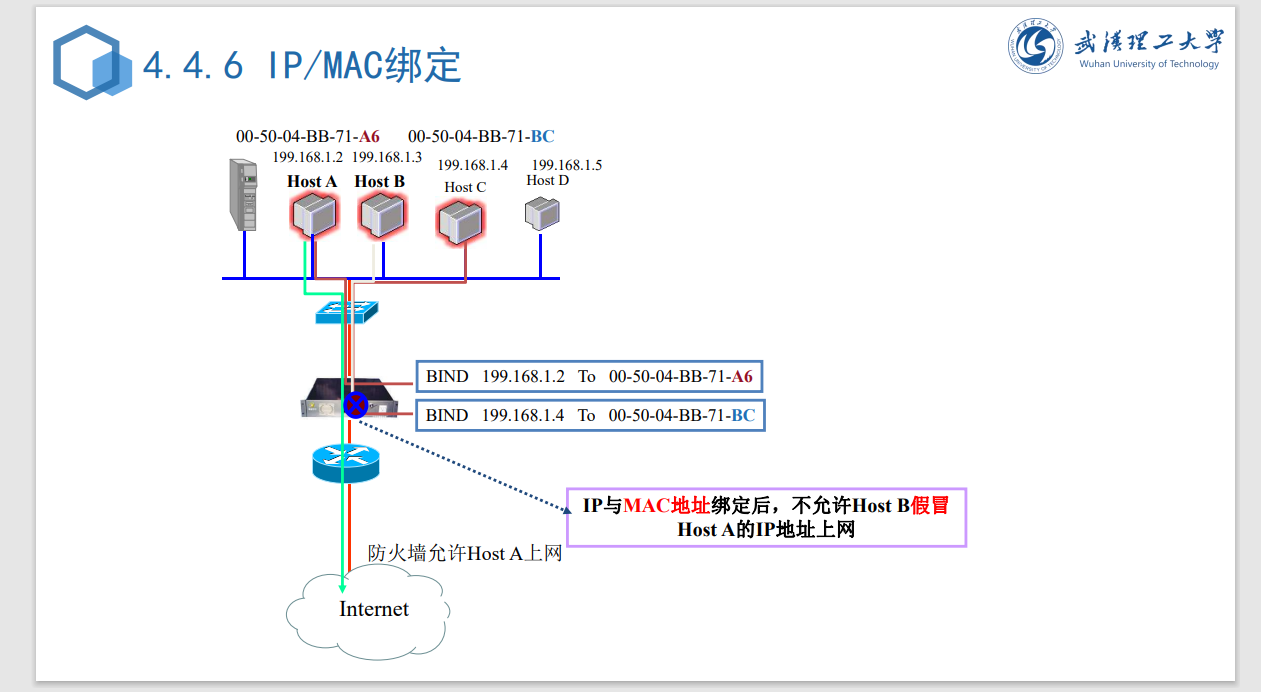 4.4.6 IP/MAC绑定
武汉理工大学
Wuhan University of Technology
00-50-04-BB-71-A6 00-50-04-BB-71-BC
199.168.1.2 199.168.1.3 199.168.1.4 199.168.1.5
Host A Host B Host C Host D
BIND 199.168.1.2 To 00-50-04-BB-71-A6
BIND 199.168.1.4 To 00-50-04-BB-71-BC
IP与MAC地址绑定后，不允许Host B假冒
Host A的IP地址上网
防火墙允许Host A上网
Internet